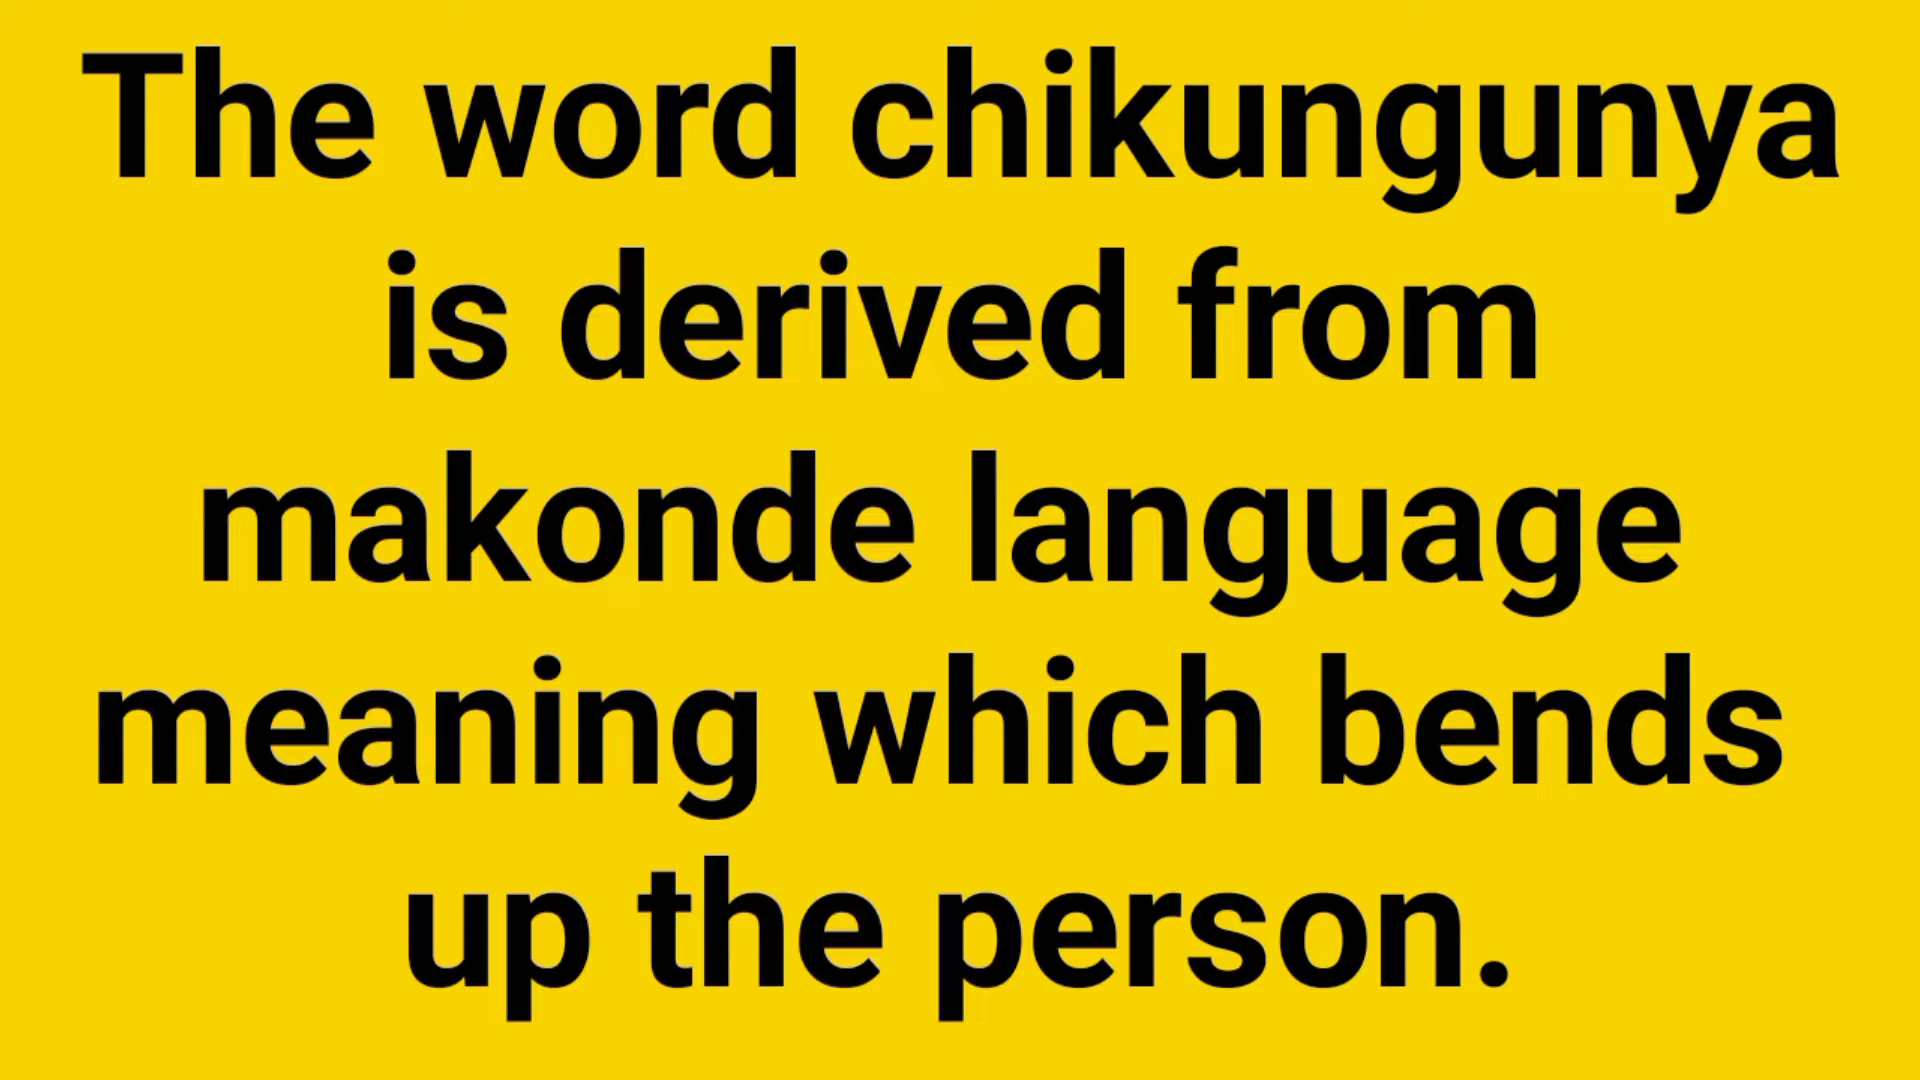 The word chikungunya
is derived from
makonde language
meaning which bends
up the person.